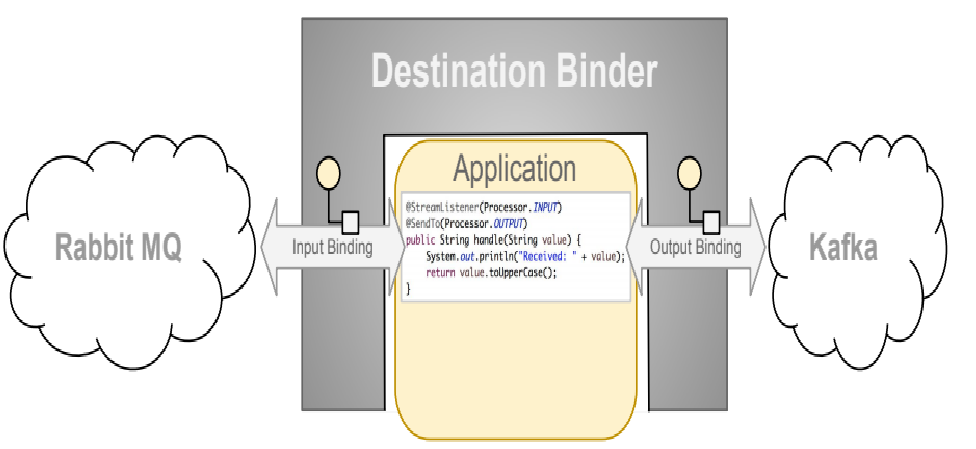 Destination Binder
Application
@StreamListener(Processor.INPUT)
@SendTo(Processor.OUTPUT)
public String handle(String value) {
System.out.println("Received: " + value);
return value.toUpperCase();
}
Rabbit MQ
Input Binding
Output Binding
Kafka